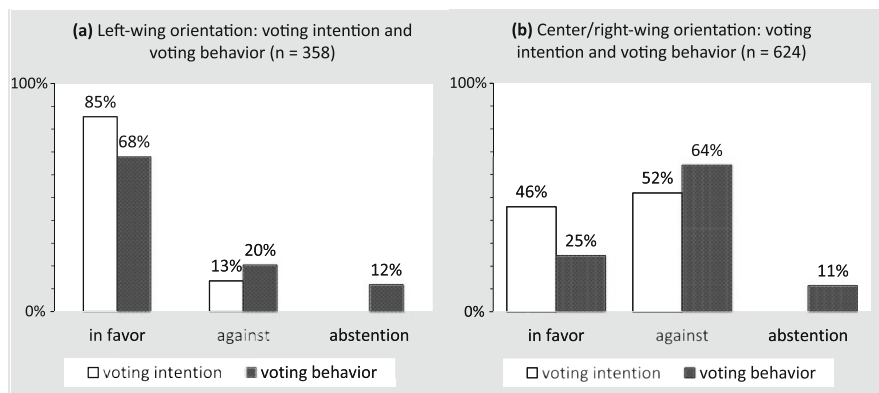 (a) Left-wing orientation: voting intention and
voting behavior (n = 358)
100%
85%
68%
13%
20%
12%
0%
in favor
against
abstention
voting intention
voting behavior
(b) Center/right-wing orientation: voting
intention and voting behavior (n = 624)
100%
46%
25%
52%
64%
11%
0%
in favor
against
abstention
voting intention
voting behavior